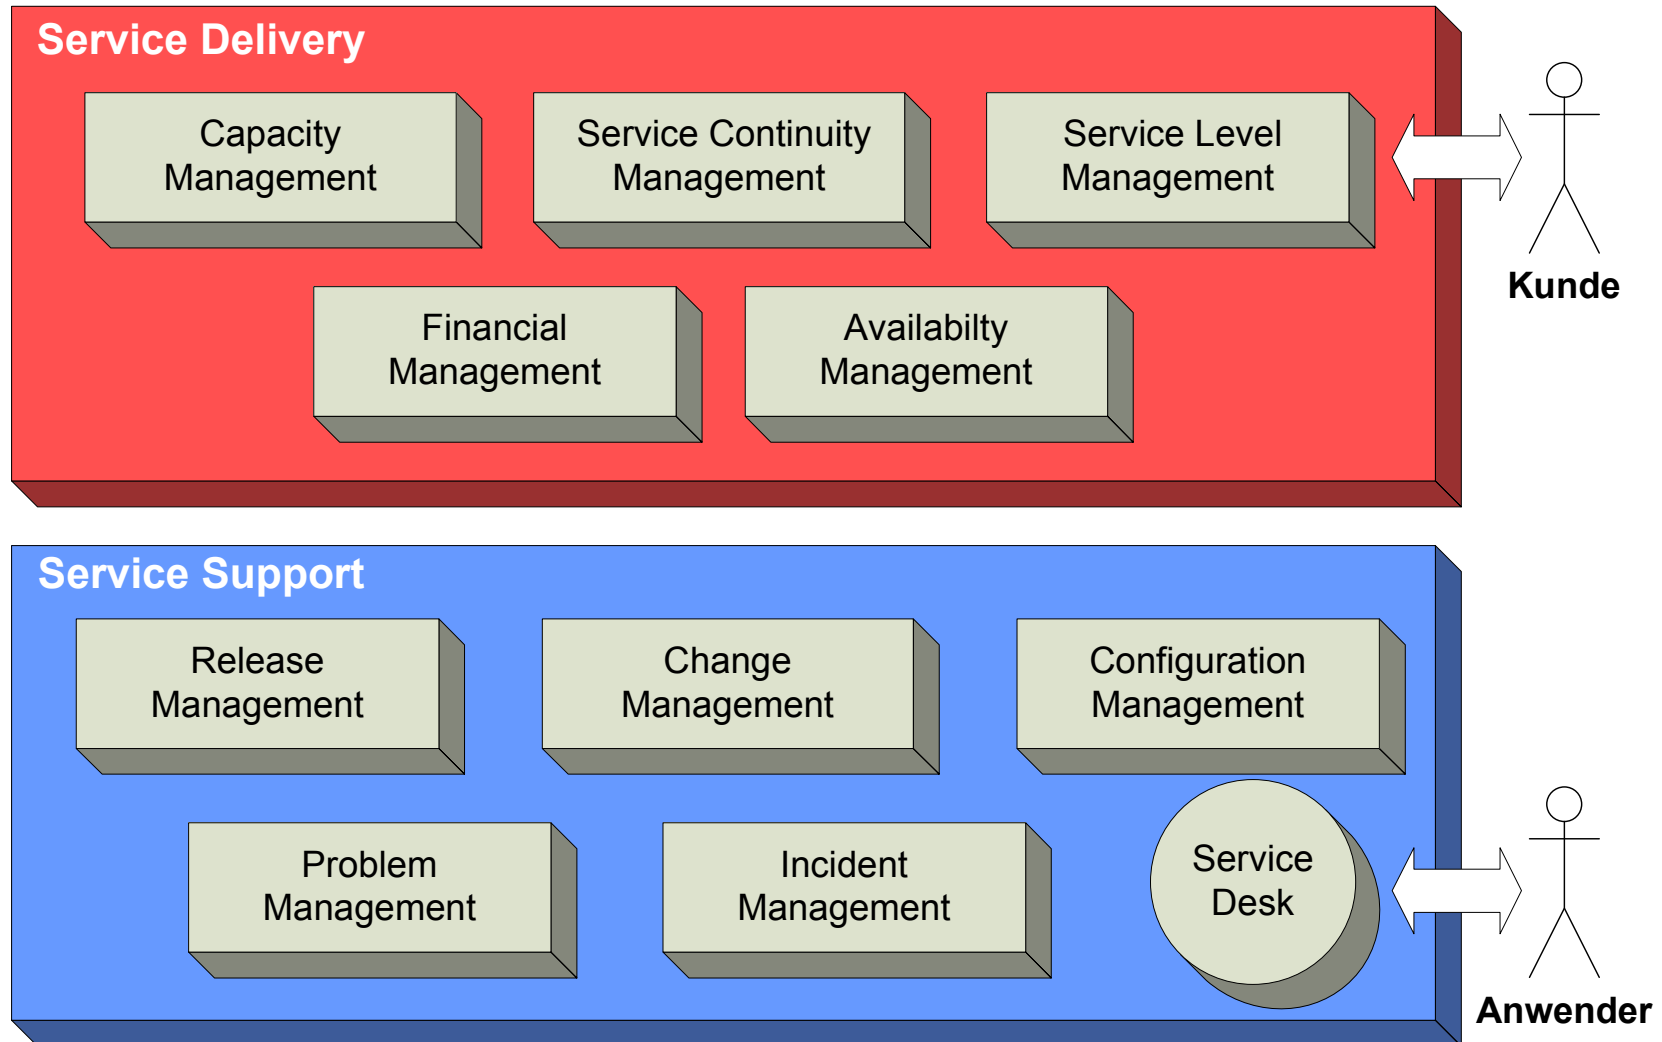 Service Delivery
Capacity
Management
Service Continuity
Management
Service Level
Management
Kunde
Financial
Management
Availabilty
Management
Service Support
Release
Management
Change
Management
Configuration
Management
Problem
Management
Incident
Management
Service
Desk
Anwender